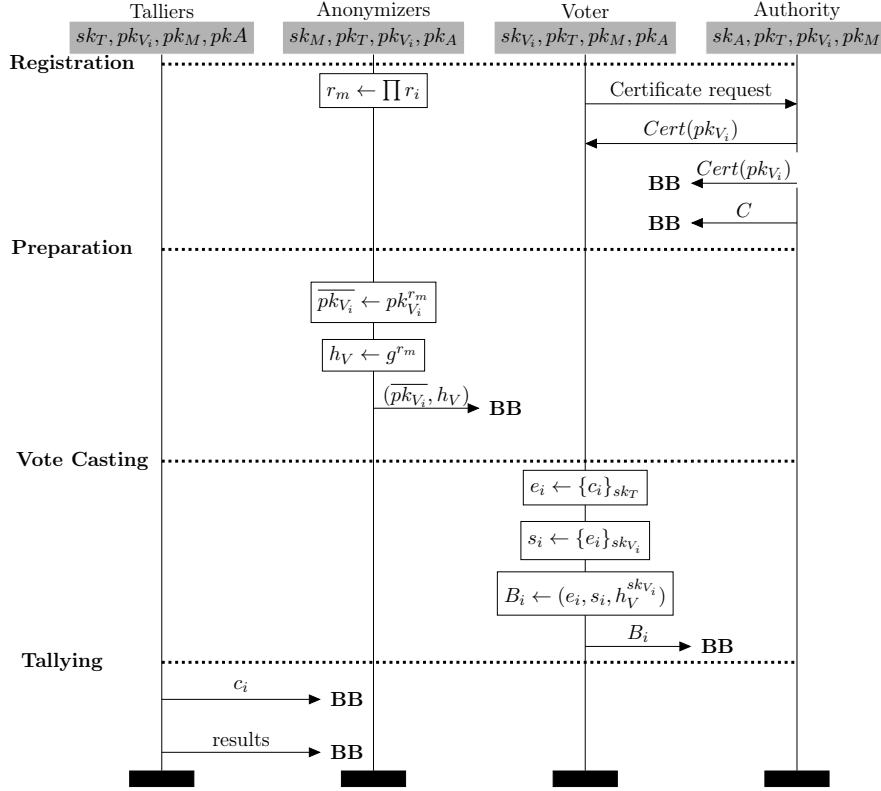 Talliers Anonymizers Voter Authority
sk_T, pk_{V_i}, pk_M, pkA sk_M, pk_T, pk_{V_i}, pk_A sk_{V_i}, pk_T, pk_M, pk_A sk_A, pk_T, pk_{V_i}, pk_M
Registration
r_m ← ∏ r_i
Certificate request
Cert(pk_{V_i})
BB Cert(pk_{V_i})
BB C
Preparation
\overline{pk_{V_i}} ← pk_{V_i}^{r_m}
h_V ← g^{r_m}
(\overline{pk_{V_i}}, h_V) BB
Vote Casting
e_i ← {c_i}_{sk_T}
s_i ← {e_i}_{sk_{V_i}}
B_i ← (e_i, s_i, h_V^{sk_{V_i}})
B_i BB
Tallying
c_i BB
results BB